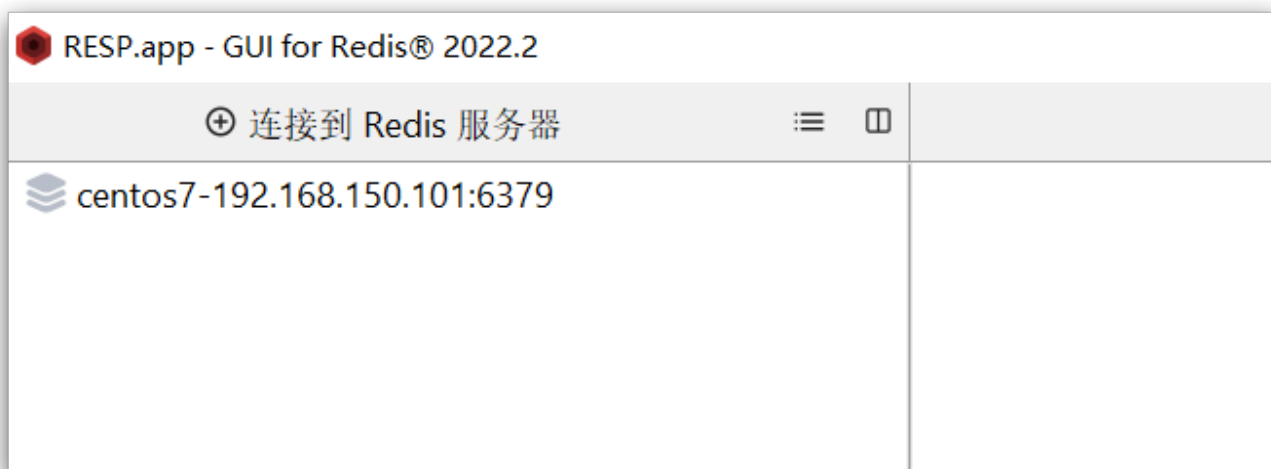 RESP.app - GUI for Redis® 2022.2
连接到 Redis 服务器
centos7-192.168.150.101:6379